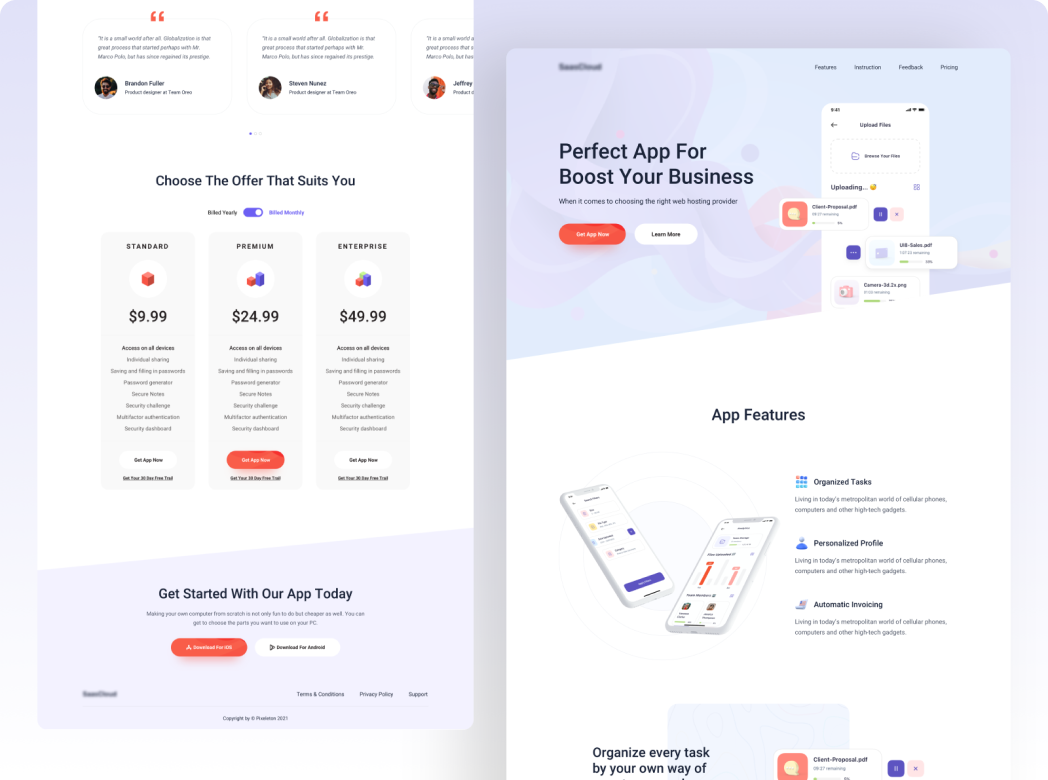 "It is a small world after all. Globalization is that
great process that started perhaps with Mr.
Marco Polo, but has since regained its prestige.
Brandon Fuller
Product designer at Team Oreo
"It is a small world after all. Globalization is that
great process that started perhaps with Mr.
Marco Polo, but has since regained its prestige.
Steven Nunez
Product designer at Team Oreo
"It is a small world a
great process that s
Marco Polo, but has
Jeffrey
Product
Choose The Offer That Suits You
Billed Yearly
Billed Monthly
STANDARD
$9.99
Access on all devices
Individual sharing
Saving and filling in passwords
Password generator
Secure Notes
Security challenge
Multifactor authentication
Security dashboard
Get App Now
Get Your 30 Day Free Trail
PREMIUM
$24.99
Access on all devices
Individual sharing
Saving and filling in passwords
Password generator
Secure Notes
Security challenge
Multifactor authentication
Security dashboard
Get App Now
Get Your 30 Day Free Trail
ENTERPRISE
$49.99
Access on all devices
Individual sharing
Saving and filling in passwords
Password generator
Secure Notes
Security challenge
Multifactor authentication
Security dashboard
Get App Now
Get Your 30 Day Free Trail
Get Started With Our App Today
Making your own computer from scratch is not only fun to do but cheaper as well. You can
get to choose the parts you want to use on your PC.
Download For iOS
Download For Android
Terms & Conditions
Privacy Policy
Support
Copyright by © Pixeleton 2021
Features
Instruction
Feedback
Pricing
Perfect App For
Boost Your Business
When it comes to choosing the right web hosting provider
Get App Now
Learn More
9:41
Upload Files
Browse Your Files
Uploading... 😅
Client-Proposal.pdf
09:27 remaining
UI8-Sales.pdf
Camera-3d.2x.png
App Features
Organized Tasks
Living in today's metropolitan world of cellular phones,
computers and other high-tech gadgets.
Personalized Profile
Living in today's metropolitan world of cellular phones,
computers and other high-tech gadgets.
Automatic Invoicing
Living in today's metropolitan world of cellular phones,
computers and other high-tech gadgets.
Organize every task
by your own way of
Client-Proposal.pdf
09:27 remaining